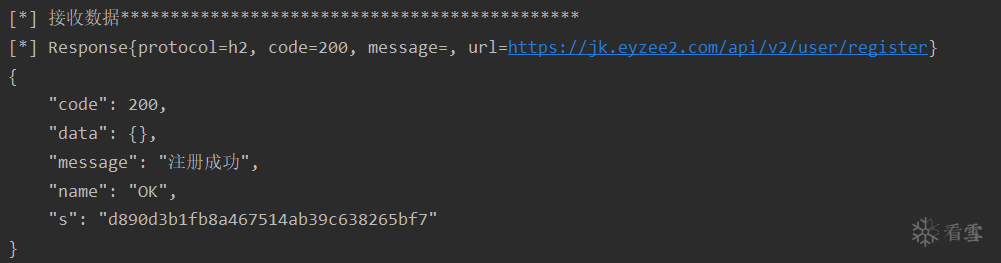 [*] 接收数据**********************************************
[*] Response{protocol=h2, code=200, message=, url=https://jk.eyzee2.com/api/v2/user/register}
{
    "code": 200,
    "data": {},
    "message": "注册成功",
    "name": "OK",
    "s": "d890d3b1fb8a467514ab39c638265bf7"
}
看雪